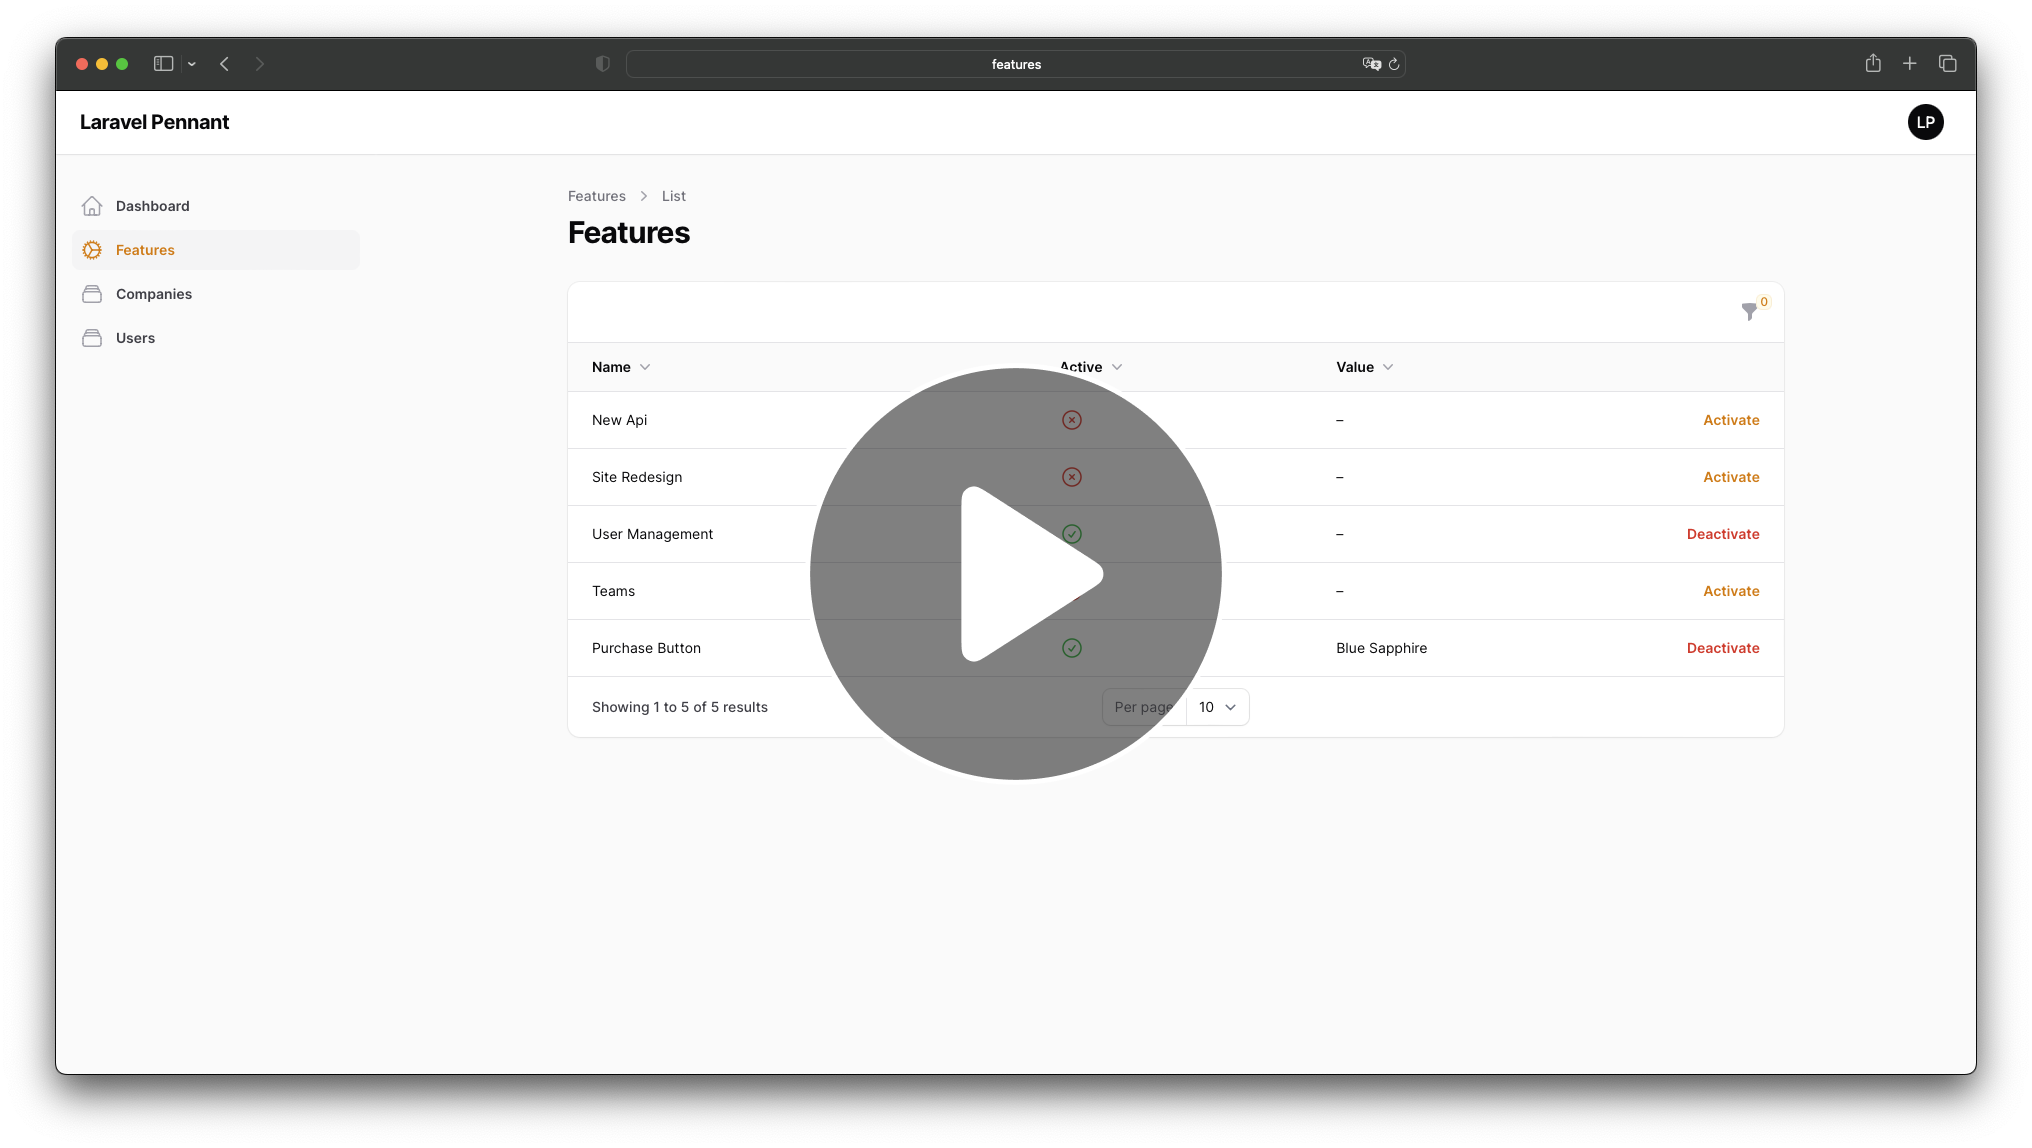 features
Laravel Pennant
LP
Dashboard
Features
Companies
Users
Features > List
Features
0
Name Active Value
New Api – Activate
Site Redesign – Activate
User Management – Deactivate
Teams – Activate
Purchase Button Blue Sapphire Deactivate
Showing 1 to 5 of 5 results Per page 10